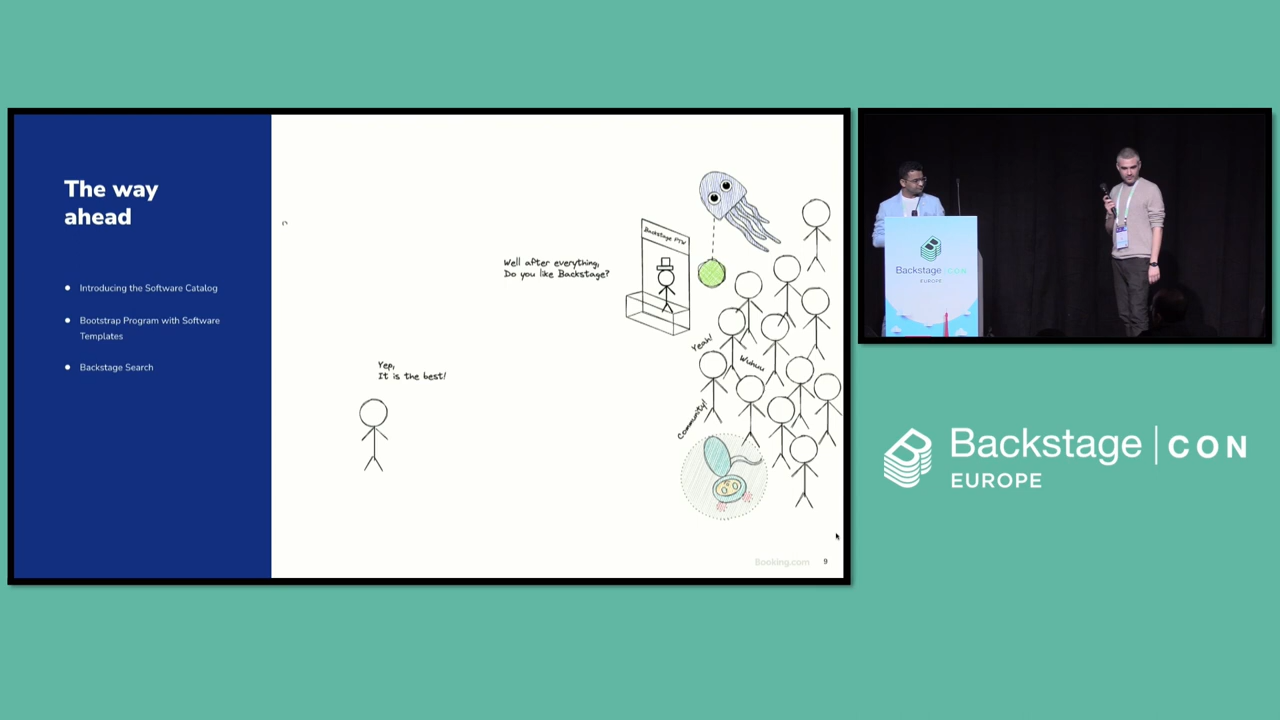 The way
ahead
Introducing the Software Catalog
Bootstrap Program with Software
Templates
Backstage Search
Well after everything,
Do you like Backstage?
Backstage FTW
Yep,
It is the best!
Yeah!
Wuhuu
Community!
Booking.com
9
Backstage CON
EUROPE
Backstage | CON
EUROPE